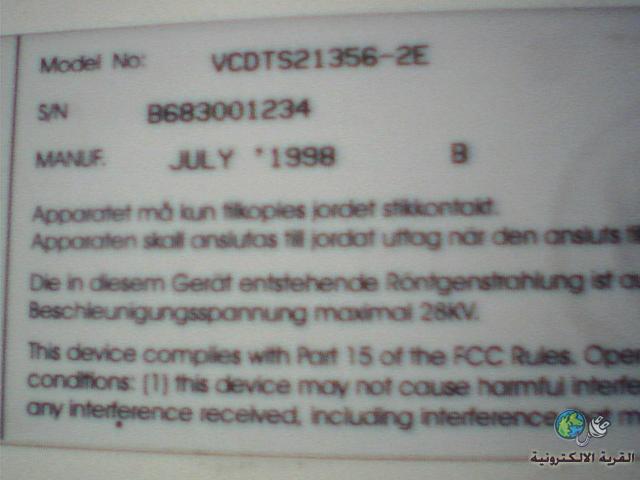 Model No: VCDTS21356-2E
S/N B683001234
MANUF. JULY '1998 B
Apparatet må kun tilkoples jordet stikkontakt.
Apparaten skall anslutas till jordat uttag när den ansluts
Die in diesem Gerät entstehende Röntgenstrahlung ist
Beschleunigungsspannung maximal 28KV.
This device complies with Part 15 of the FCC Rules.
conditions: (1) this device may not cause harmful
any interference received, including interference
القرية الالكترونية